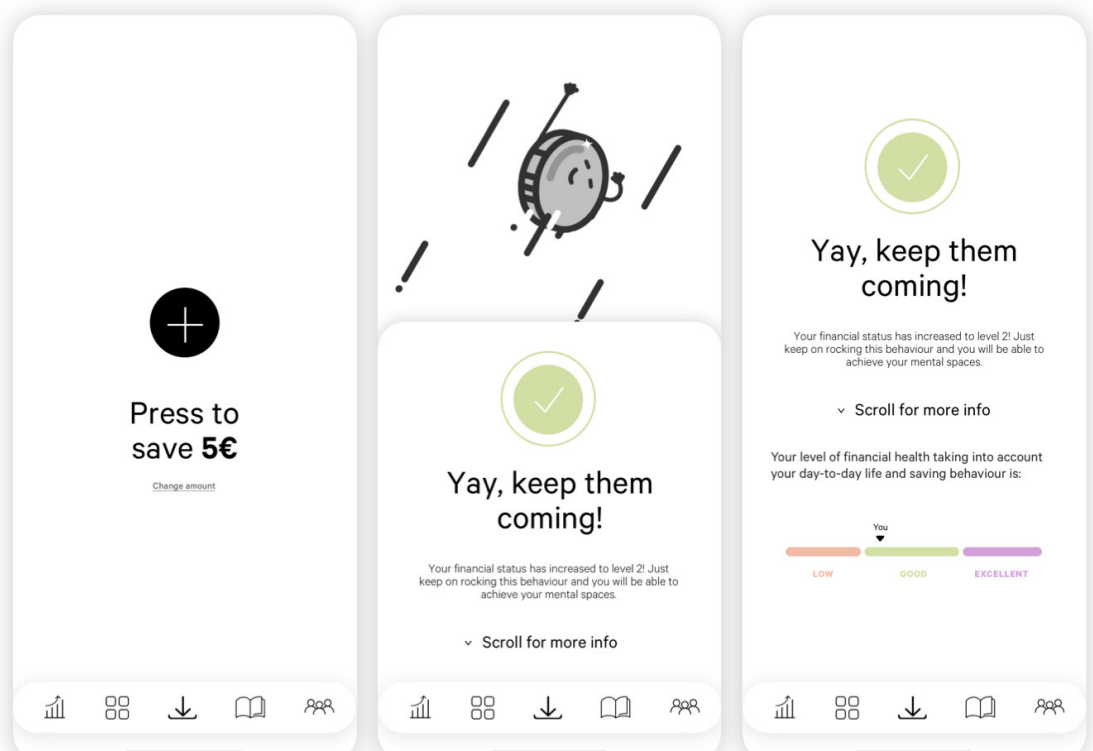 Press to
save 5€
Change amount
Yay, keep them
coming!
Your financial status has increased to level 2! Just
keep on rocking this behaviour and you will be able to
achieve your mental spaces.
Scroll for more info
Yay, keep them
coming!
Your financial status has increased to level 2! Just
keep on rocking this behaviour and you will be able to
achieve your mental spaces.
Scroll for more info
Your level of financial health taking into account
your day-to-day life and saving behaviour is:
You
LOW GOOD EXCELLENT